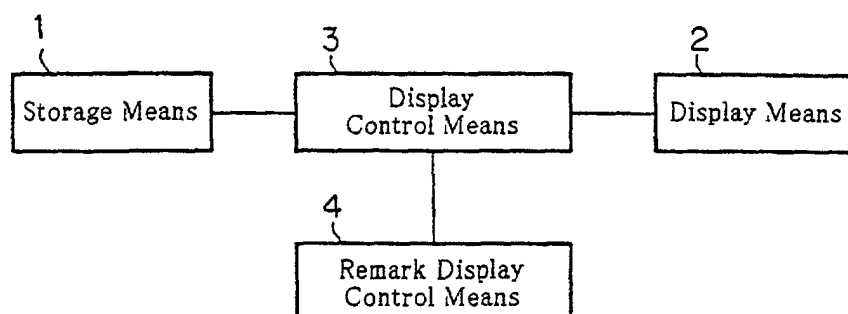 1
3
2
Storage Means
Display
Control Means
Display Means
4
Remark Display
Control Means